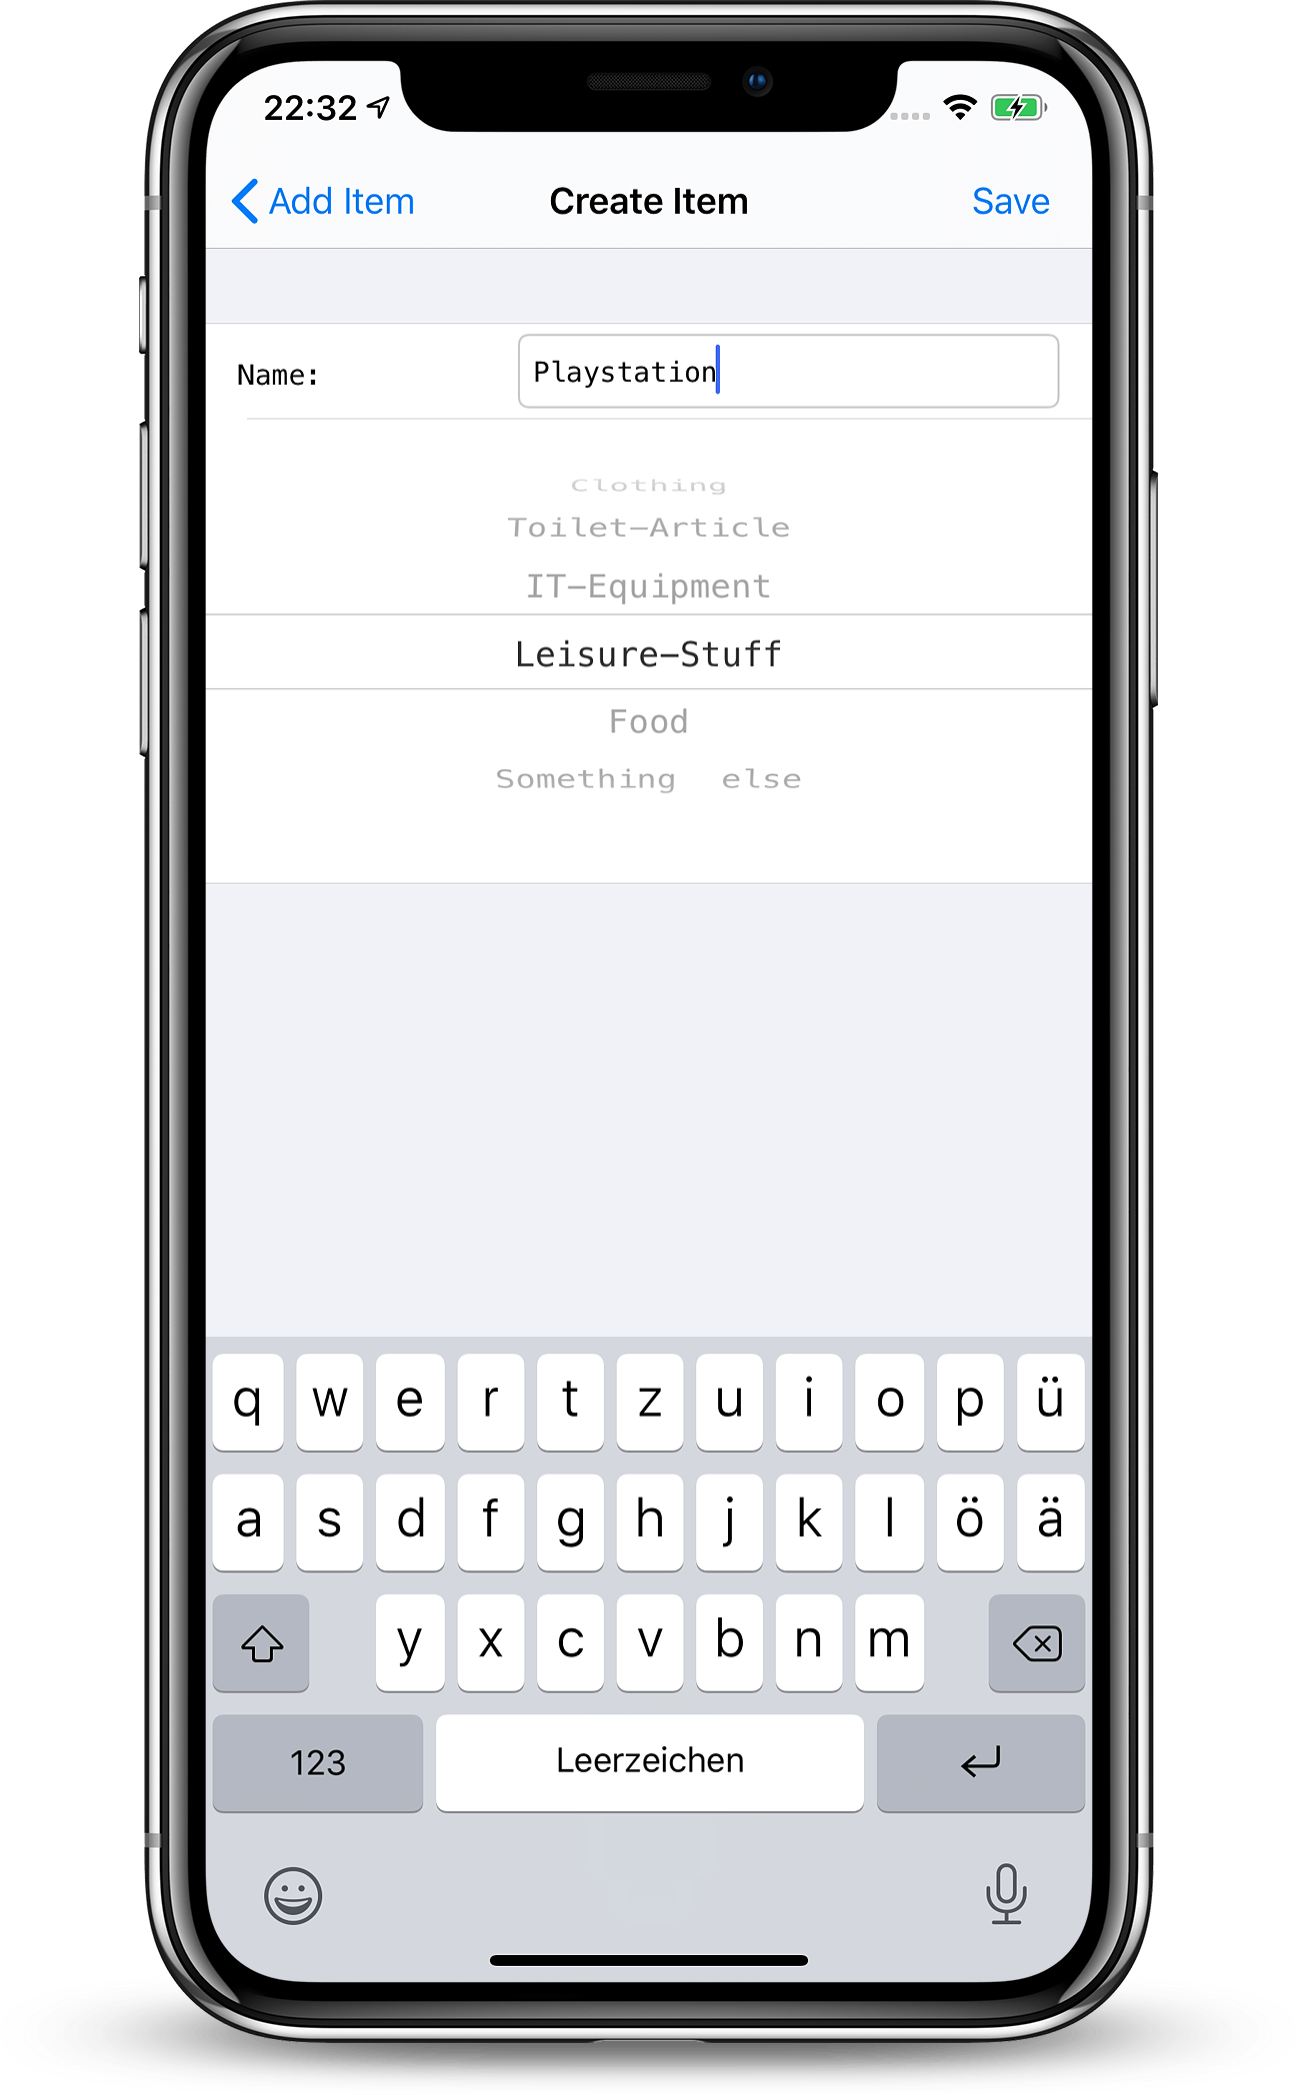 22:32
Add Item Create Item Save
Name: Playstation
Clothing
Toilet-Article
IT-Equipment
Leisure-Stuff
Food
Something else
q w e r t z u i o p ü
a s d f g h j k l ö ä
y x c v b n m
123 Leerzeichen